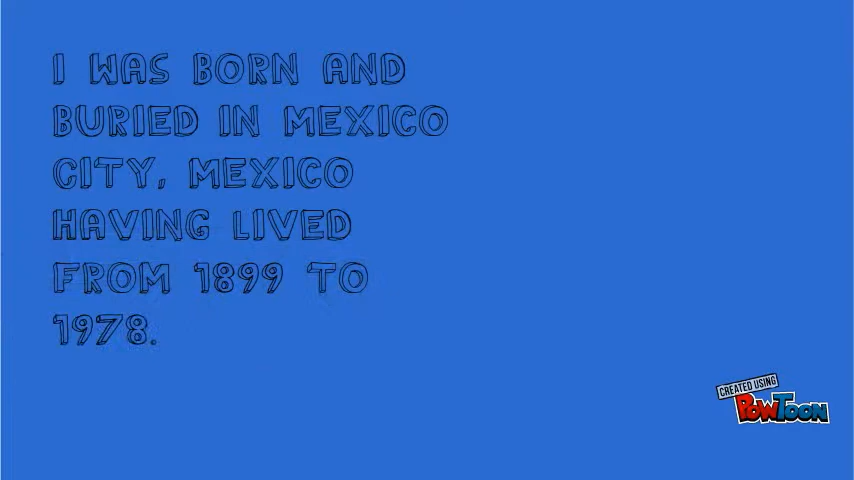 I WAS BORN AND
BURIED IN MEXICO
CITY, MEXICO
HAVING LIVED
FROM 1899 TO
1978.
CREATED USING
POWTOON